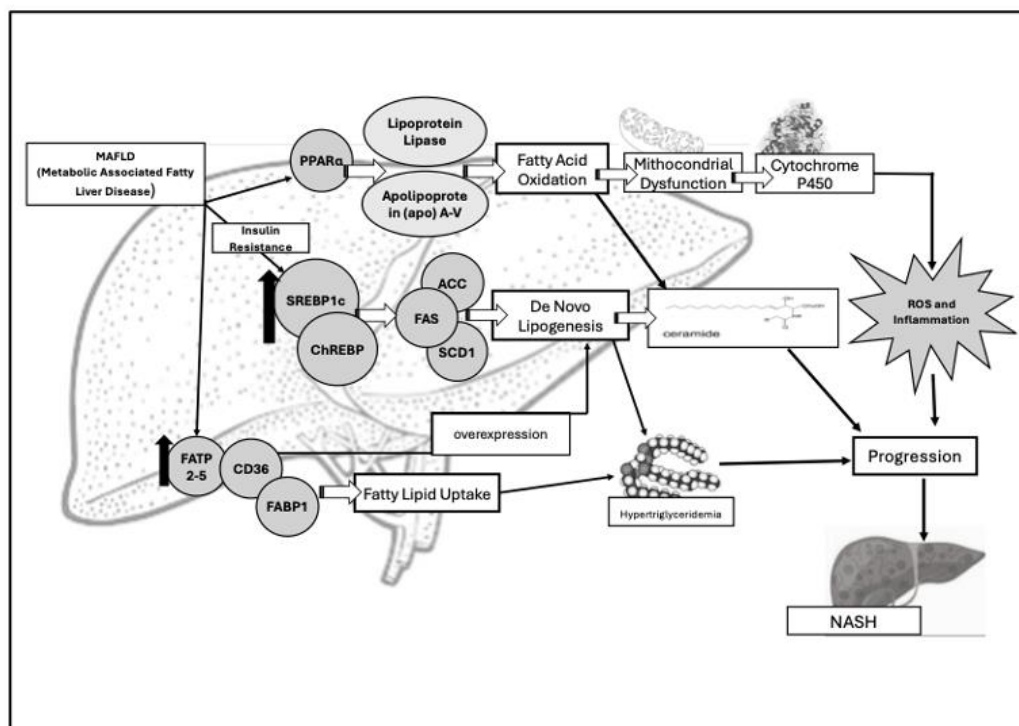 MAFLD
(Metabolic Associated Fatty
Liver Disease)
PPARα
Lipoprotein
Lipase
Apolipoprote
in (apo) A-V
Fatty Acid
Oxidation
Mithocondrial
Dysfunction
Cytochrome
P450
Insulin
Resistance
SREBP1c
ChREBP
ACC
FAS
SCD1
De Novo
Lipogenesis
ceramide
ROS and
Inflammation
overexpression
FATP
2-5
CD36
FABP1
Fatty Lipid Uptake
Hypertriglyceridemia
Progression
NASH